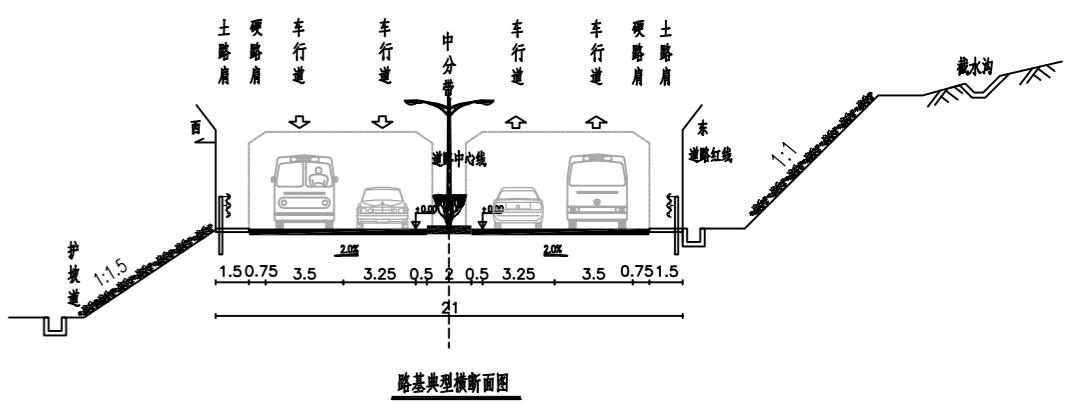 土路肩
硬路肩
车行道
车行道
中分带
车行道
车行道
硬路肩
土路肩
截水沟
西
东
道路中心线
道路红线
1:1
±0.00
±0.00
护坡道
1:1.5
2.0%
2.0%
1.5 0.75 3.5 3.25 0.5 2 0.5 3.25 3.5 0.75 1.5
21
路基典型横断面图